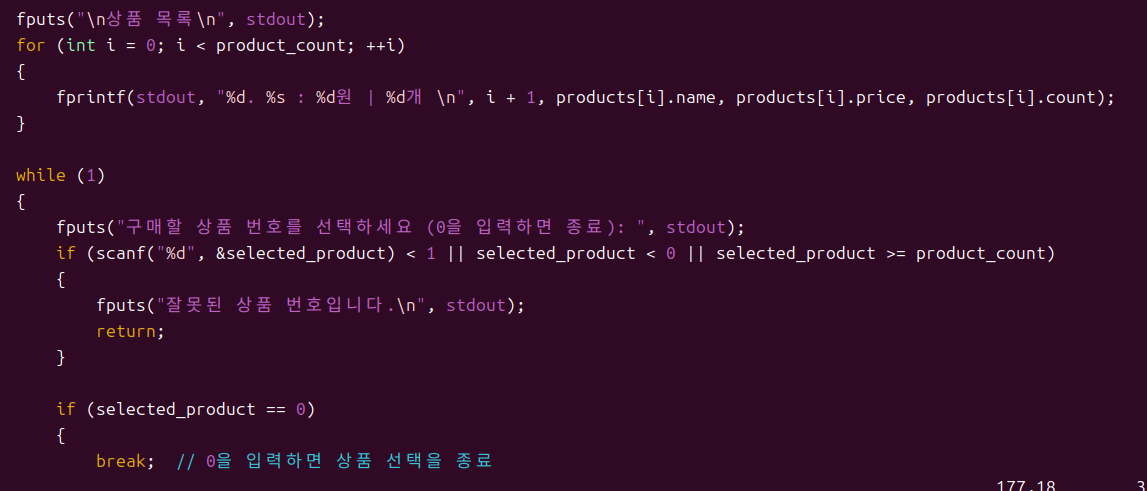 fputs("\n상품 목록\n", stdout);
for (int i = 0; i < product_count; ++i)
{
    fprintf(stdout, "%d. %s : %d원 | %d개 \n", i + 1, products[i].name, products[i].price, products[i].count);
}

while (1)
{
    fputs("구매할 상품 번호를 선택하세요 (0을 입력하면 종료): ", stdout);
    if (scanf("%d", &selected_product) < 1 || selected_product < 0 || selected_product >= product_count)
    {
        fputs("잘못된 상품 번호입니다.\n", stdout);
        return;
    }

    if (selected_product == 0)
    {
        break;  // 0을 입력하면 상품 선택을 종료
177,18 3